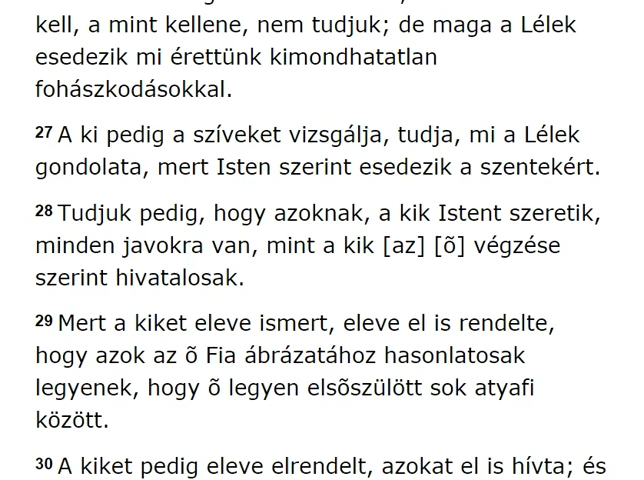 kell, a mint kellene, nem tudjuk; de maga a Lélek
esedezik mi érettünk kimondhatatlan
fohászkodásokkal.
27 A ki pedig a szíveket vizsgálja, tudja, mi a Lélek
gondolata, mert Isten szerint esedezik a szentekért.
28 Tudjuk pedig, hogy azoknak, a kik Istent szeretik,
minden javokra van, mint a kik [az] [õ] végzése
szerint hivatalosak.
29 Mert a kiket eleve ismert, eleve el is rendelte,
hogy azok az õ Fia ábrázatához hasonlatosak
legyenek, hogy õ legyen elsõszülött sok atyafi
között.
30 A kiket pedig eleve elrendelt, azokat el is hívta; és